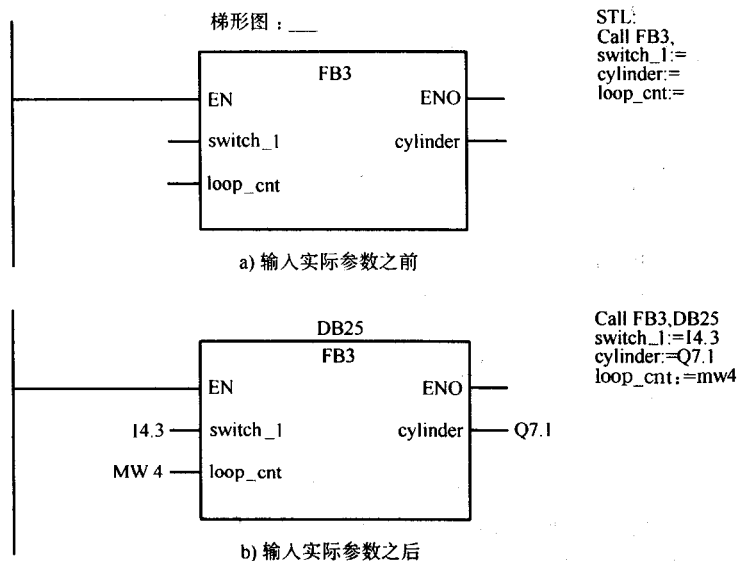 梯形图：___
STL:
Call FB3,
switch_1:=
cylinder:=
loop_cnt:=
FB3
EN
ENO
switch_1
cylinder
loop_cnt
a) 输入实际参数之前
DB25
FB3
EN
ENO
I4.3
switch_1
cylinder
Q7.1
MW 4
loop_cnt
Call FB3,DB25
switch_1:=I4.3
cylinder:=Q7.1
loop_cnt:=mw4
b) 输入实际参数之后